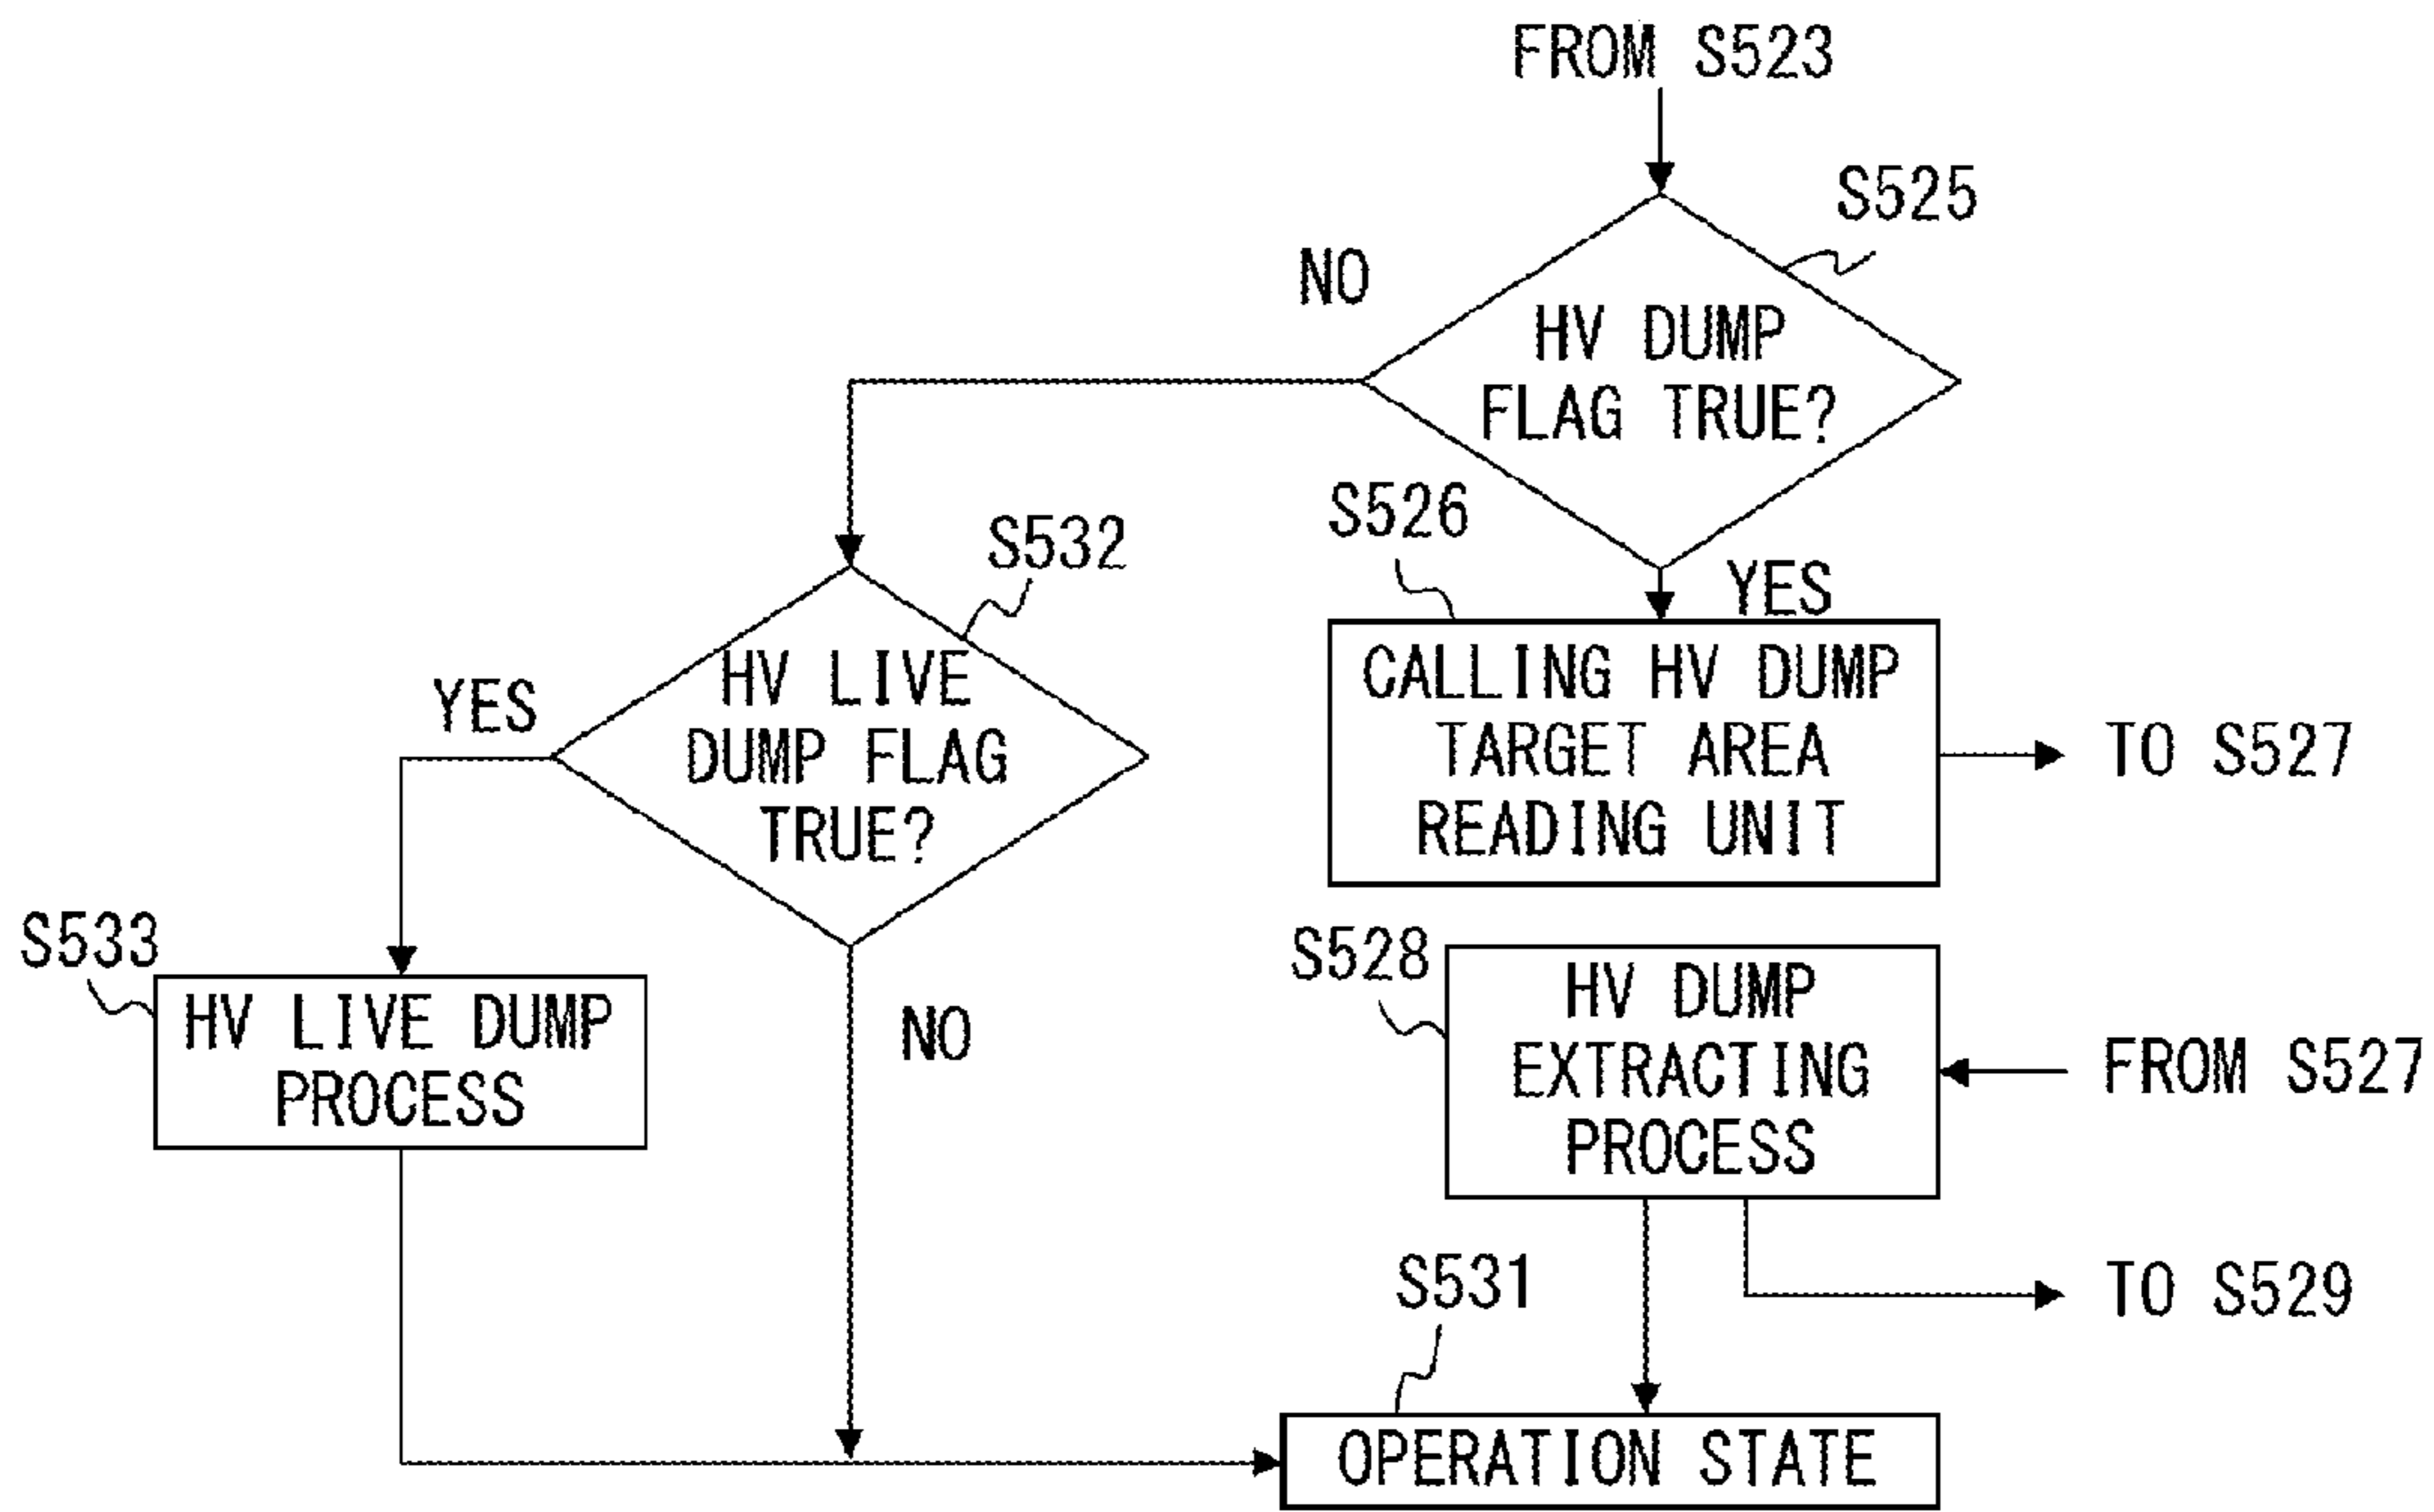 FROM S523
S525
NO
HV DUMP
FLAG TRUE?
S526
YES
S532
CALLING HV DUMP
TARGET AREA
READING UNIT
TO S527
HV LIVE
DUMP FLAG
TRUE?
YES
NO
S533
HV LIVE DUMP
PROCESS
S528
HV DUMP
EXTRACTING
PROCESS
FROM S527
TO S529
S531
OPERATION STATE